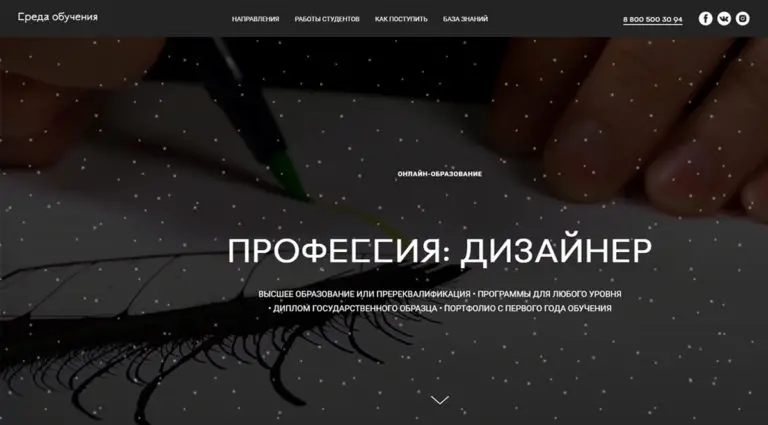 Среда обучения
НАПРАВЛЕНИЯ
РАБОТЫ СТУДЕНТОВ
КАК ПОСТУПИТЬ
БАЗА ЗНАНИЙ
8 800 500 30 94
ОНЛАЙН-ОБРАЗОВАНИЕ
ПРОФЕССИЯ: ДИЗАЙНЕР
ВЫСШЕЕ ОБРАЗОВАНИЕ ИЛИ ПРЕРЕКВАЛИФИКАЦИЯ • ПРОГРАММЫ ДЛЯ ЛЮБОГО УРОВНЯ
• ДИПЛОМ ГОСУДАРСТВЕННОГО ОБРАЗЦА • ПОРТФОЛИО С ПЕРВОГО ГОДА ОБУЧЕНИЯ